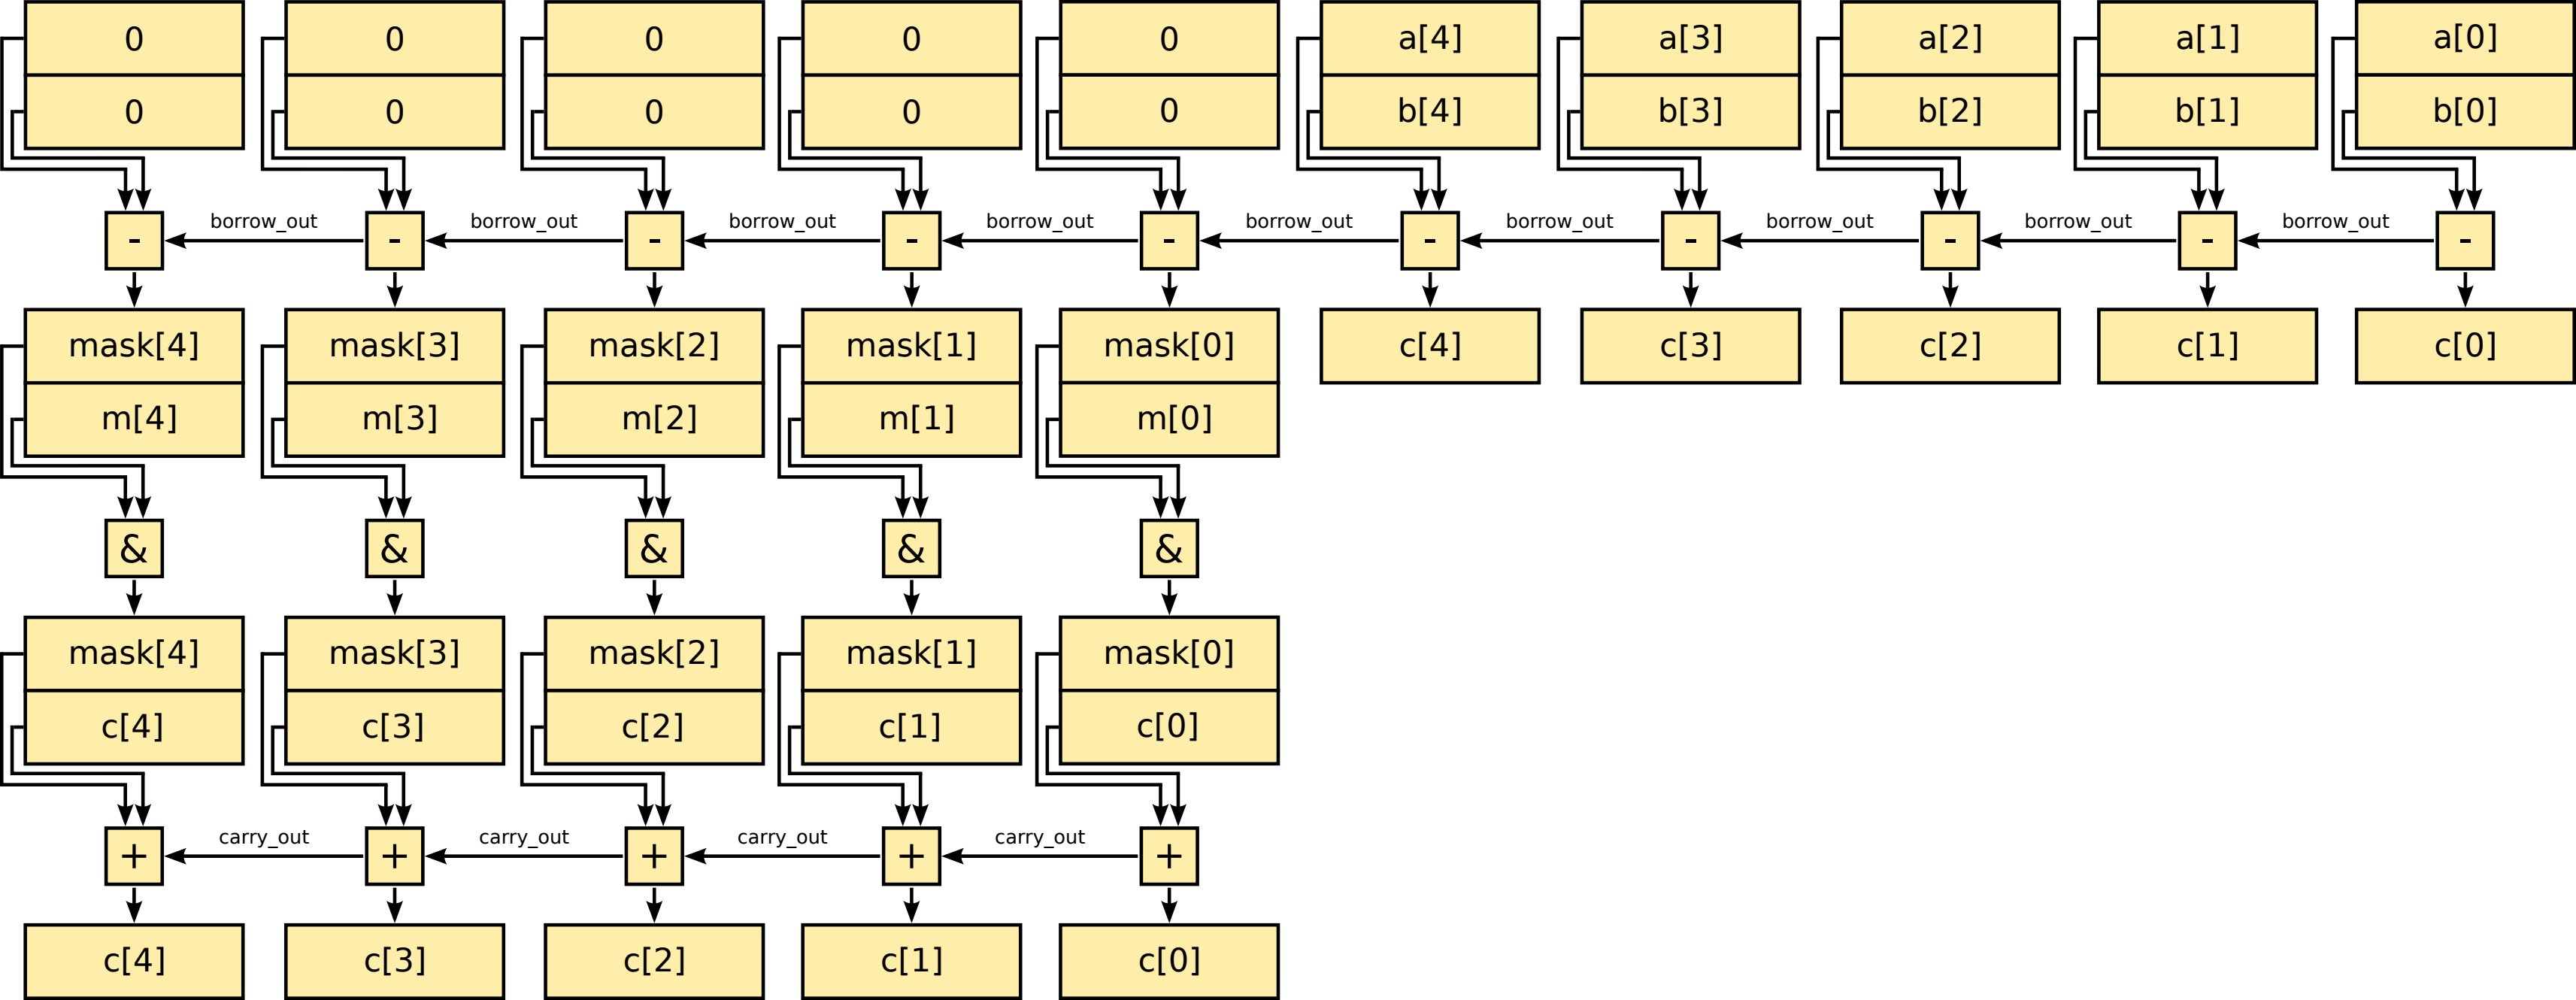 0 0 0 0 0 a[4] a[3] a[2] a[1] a[0]
0 0 0 0 0 b[4] b[3] b[2] b[1] b[0]
borrow_out borrow_out borrow_out borrow_out borrow_out borrow_out borrow_out borrow_out borrow_out
- - - - - - - - - -
mask[4] mask[3] mask[2] mask[1] mask[0] c[4] c[3] c[2] c[1] c[0]
m[4] m[3] m[2] m[1] m[0]
& & & & &
mask[4] mask[3] mask[2] mask[1] mask[0]
c[4] c[3] c[2] c[1] c[0]
carry_out carry_out carry_out carry_out
+ + + + +
c[4] c[3] c[2] c[1] c[0]